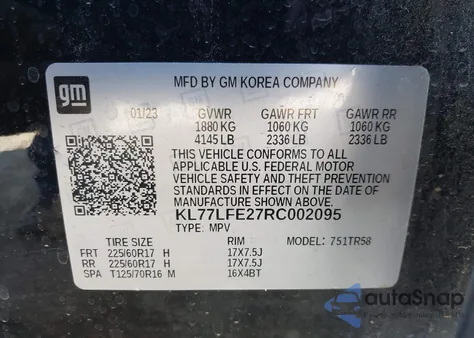 gm
MFD BY GM KOREA COMPANY
01/23 GVWR GAWR FRT GAWR RR
1880 KG 1060 KG 1060 KG
4145 LB 2336 LB 2336 LB
THIS VEHICLE CONFORMS TO ALL
APPLICABLE U.S. FEDERAL MOTOR
VEHICLE SAFETY AND THEFT PREVENTION
STANDARDS IN EFFECT ON THE DATE OF
MANUFACTURE SHOWN ABOVE.
KL77LFE27RC002095
TYPE: MPV
TIRE SIZE RIM MODEL: 751TR58
FRT 225/60R17 H 17X7.5J
RR 225/60R17 H 17X7.5J
SPA T125/70R16 M 16X4BT
autoSnap